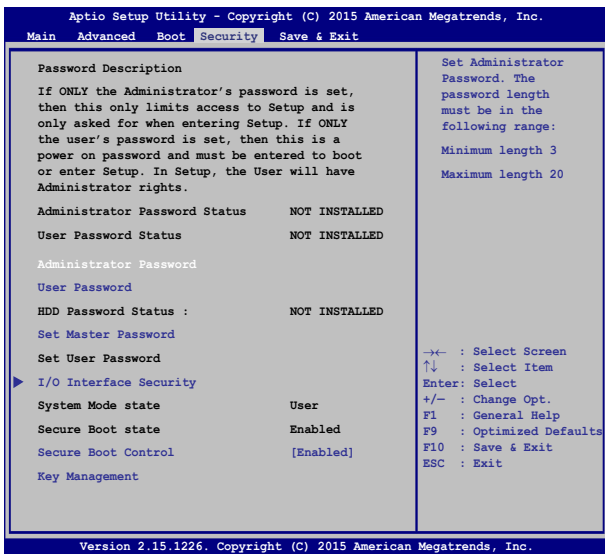 Aptio Setup Utility - Copyright (C) 2015 American Megatrends, Inc.
Main Advanced Boot Security Save & Exit
Password Description
If ONLY the Administrator's password is set,
then this only limits access to Setup and is
only asked for when entering Setup. If ONLY
the user's password is set, then this is a
power on password and must be entered to boot
or enter Setup. In Setup, the User will have
Administrator rights.
Administrator Password Status NOT INSTALLED
User Password Status NOT INSTALLED
Administrator Password
User Password
HDD Password Status : NOT INSTALLED
Set Master Password
Set User Password
I/O Interface Security
System Mode state User
Secure Boot state Enabled
Secure Boot Control [Enabled]
Key Management
Set Administrator
Password. The
password length
must be in the
following range:
Minimum length 3
Maximum length 20
→← : Select Screen
↑↓ : Select Item
Enter: Select
+/— : Change Opt.
F1 : General Help
F9 : Optimized Defaults
F10 : Save & Exit
ESC : Exit
Version 2.15.1226. Copyright (C) 2015 American Megatrends, Inc.